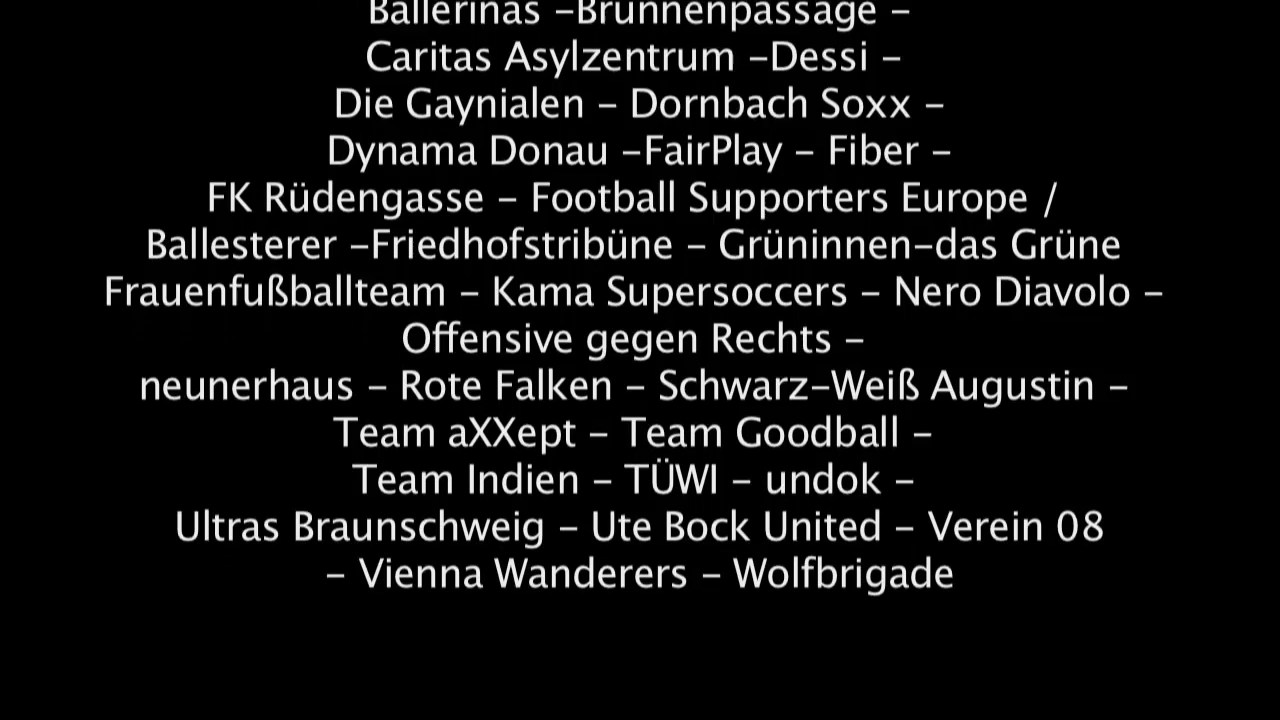 Ballerinas –Brunnenpassage –
Caritas Asylzentrum –Dessi –
Die Gaynialen – Dornbach Soxx –
Dynama Donau –FairPlay – Fiber –
FK Rüdengasse – Football Supporters Europe /
Ballesterer –Friedhofstribüne – Grüninnen–das Grüne
Frauenfußballteam – Kama Supersoccers – Nero Diavolo –
Offensive gegen Rechts –
neunerhaus – Rote Falken – Schwarz–Weiß Augustin –
Team aXXept – Team Goodball –
Team Indien – TÜWI – undok –
Ultras Braunschweig – Ute Bock United – Verein 08
– Vienna Wanderers – Wolfbrigade